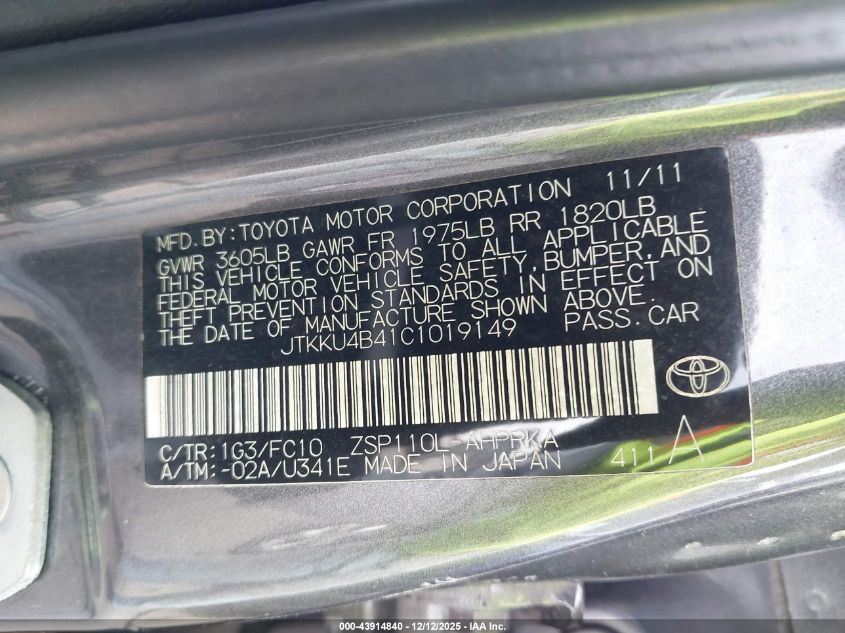 MFD. BY: TOYOTA MOTOR CORPORATION 11/11
GVWR 3605LB GAWR FR 1975LB RR 1820LB
THIS VEHICLE CONFORMS TO ALL APPLICABLE
FEDERAL MOTOR VEHICLE SAFETY, BUMPER, AND
THEFT PREVENTION STANDARDS IN EFFECT ON
THE DATE OF MANUFACTURE SHOWN ABOVE.
JTKKU4B41C1019149 PASS. CAR
C/TR: 1G3/FC10 ZSP110L-AHPRKA
A/TM: -02A/U341E MADE IN JAPAN 411 A
000-43914840 - 12/12/2025 - IAA Inc.